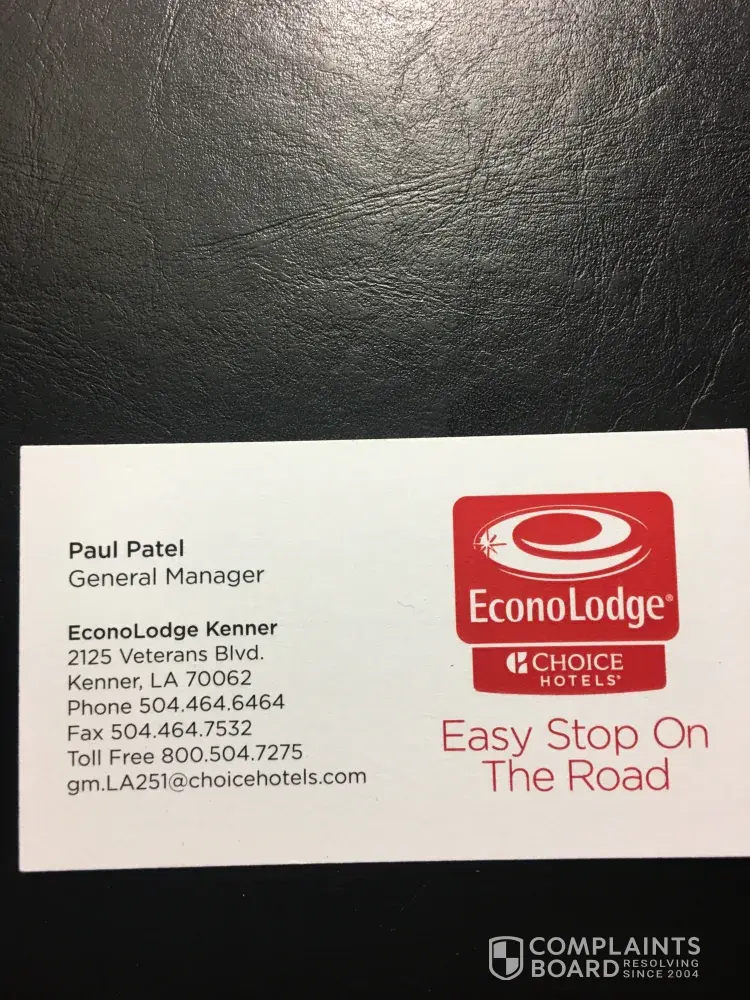 Paul Patel
General Manager
EconoLodge Kenner
2125 Veterans Blvd.
Kenner, LA 70062
Phone 504.464.6464
Fax 504.464.7532
Toll Free 800.504.7275
gm.LA251@choicehotels.com
EconoLodge®
CHOICE
HOTELS®
Easy Stop On
The Road
COMPLAINTS
BOARD RESOLVING
SINCE 2004